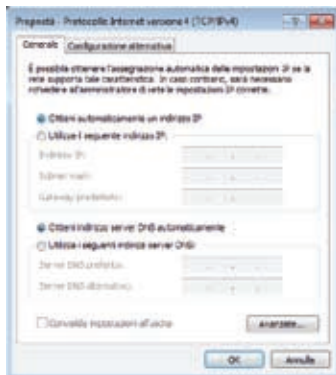 Proprietà - Protocollo Internet versione 4 (TCP/IPv4)
Generale Configurazione alternativa
È possibile ottenere l'assegnazione automatica delle impostazioni IP se la
rete supporta tale caratteristica. In caso contrario, sarà necessario
richiedere all'amministratore di rete le impostazioni IP corrette.
Ottieni automaticamente un indirizzo IP
Utilizza il seguente indirizzo IP:
Indirizzo IP:
Subnet mask:
Gateway predefinito:
Ottieni indirizzo server DNS automaticamente
Utilizza i seguenti indirizzi server DNS:
Server DNS preferito:
Server DNS alternativo:
Convalida impostazioni all'uscita
Avanzate...
OK Annulla